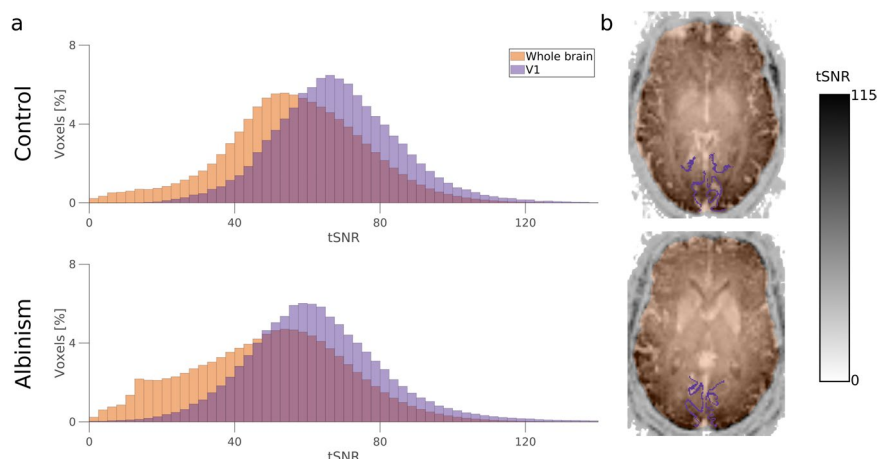 a
b
8
Whole brain
V1
Control
Voxels [%]
4
0
0
40
80
120
tSNR
tSNR
115
0
8
Albinism
Voxels [%]
4
0
0
40
80
120
tSNR